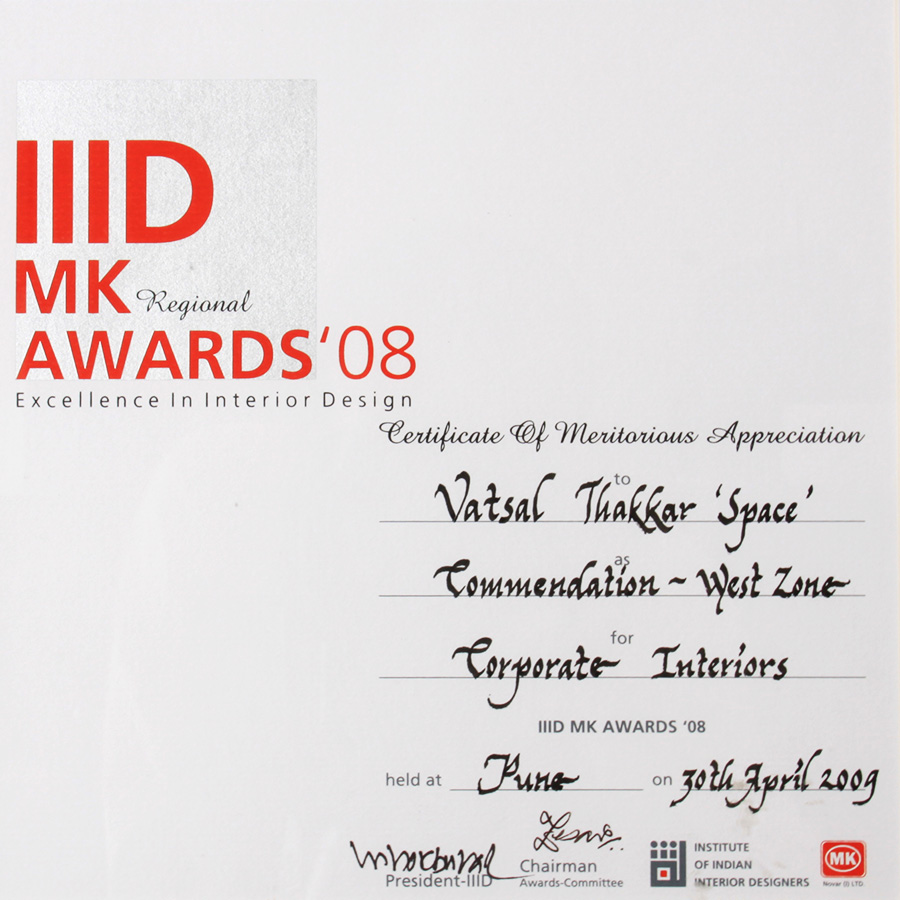 IIID
MK Regional
AWARDS '08
Excellence In Interior Design
Certificate Of Meritorious Appreciation
to
Vatsal Thakkar 'Space'
as
Commendation - West Zone
for
Corporate Interiors
IIID MK AWARDS '08
held at Pune on 30th April 2009
President-IIID
Chairman
Awards-Committee
INSTITUTE
OF INDIAN
INTERIOR DESIGNERS
MK
Novar (I) LTD.